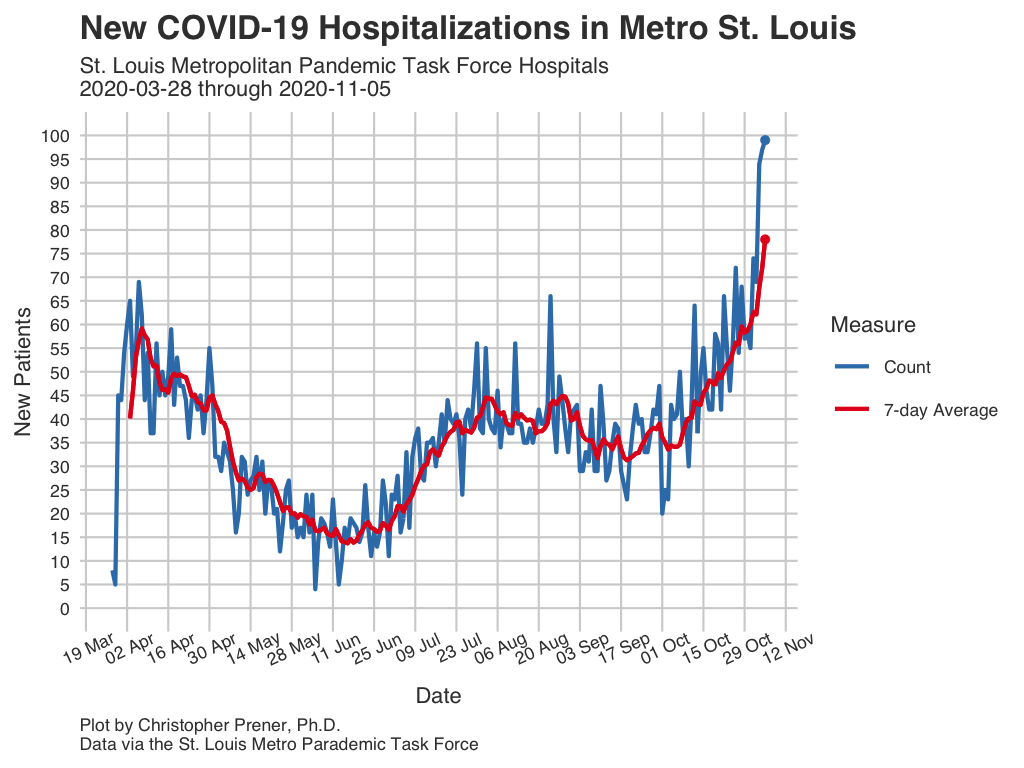 New COVID-19 Hospitalizations in Metro St. Louis
St. Louis Metropolitan Pandemic Task Force Hospitals
2020-03-28 through 2020-11-05
100
95
90
85
80
75
70
65
60
55
50
45
40
35
30
25
20
15
10
5
0
New Patients
19 Mar
02 Apr
16 Apr
30 Apr
14 May
28 May
11 Jun
25 Jun
09 Jul
23 Jul
06 Aug
20 Aug
03 Sep
17 Sep
01 Oct
15 Oct
29 Oct
12 Nov
Date
Measure
Count
7-day Average
Plot by Christopher Prener, Ph.D.
Data via the St. Louis Metro Parademic Task Force